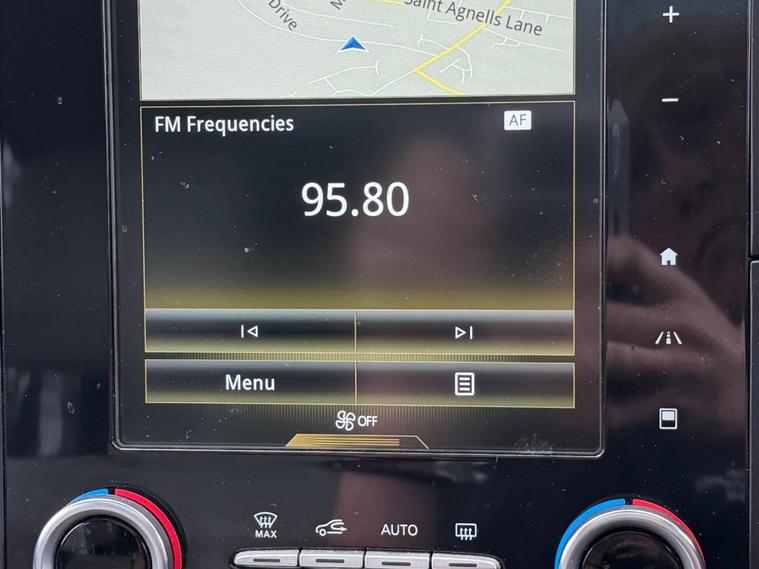 Saint Agnells Lane
Drive
FM Frequencies
AF
95.80
Menu
OFF
MAX
AUTO